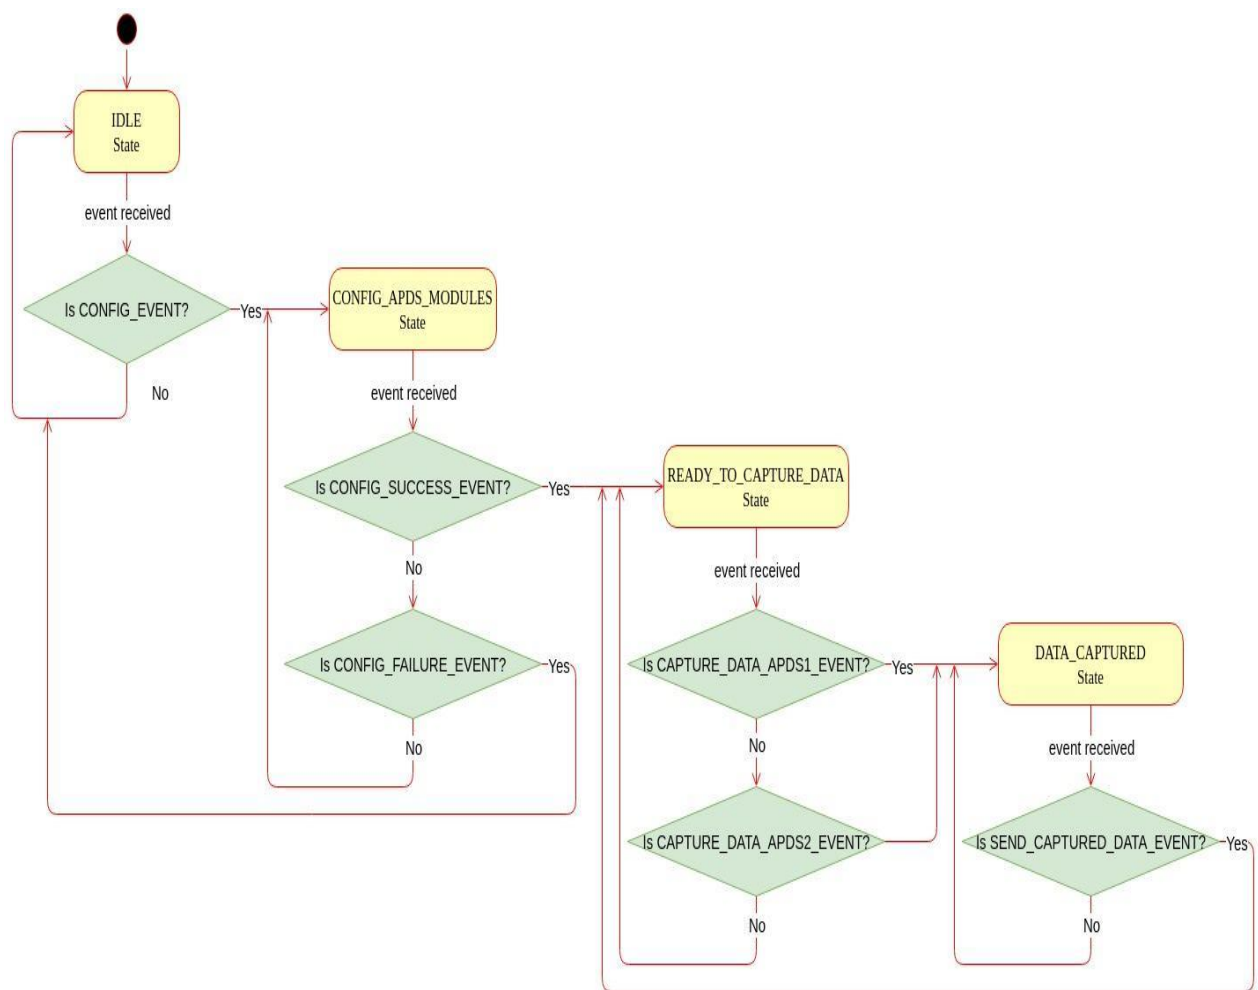 IDLE
State
event received
Is CONFIG_EVENT?
Yes
No
CONFIG_APDS_MODULES
State
event received
Is CONFIG_SUCCESS_EVENT?
Yes
No
Is CONFIG_FAILURE_EVENT?
Yes
No
READY_TO_CAPTURE_DATA
State
event received
Is CAPTURE_DATA_APDS1_EVENT?
Yes
No
Is CAPTURE_DATA_APDS2_EVENT?
No
DATA_CAPTURED
State
event received
Is SEND_CAPTURED_DATA_EVENT?
Yes
No